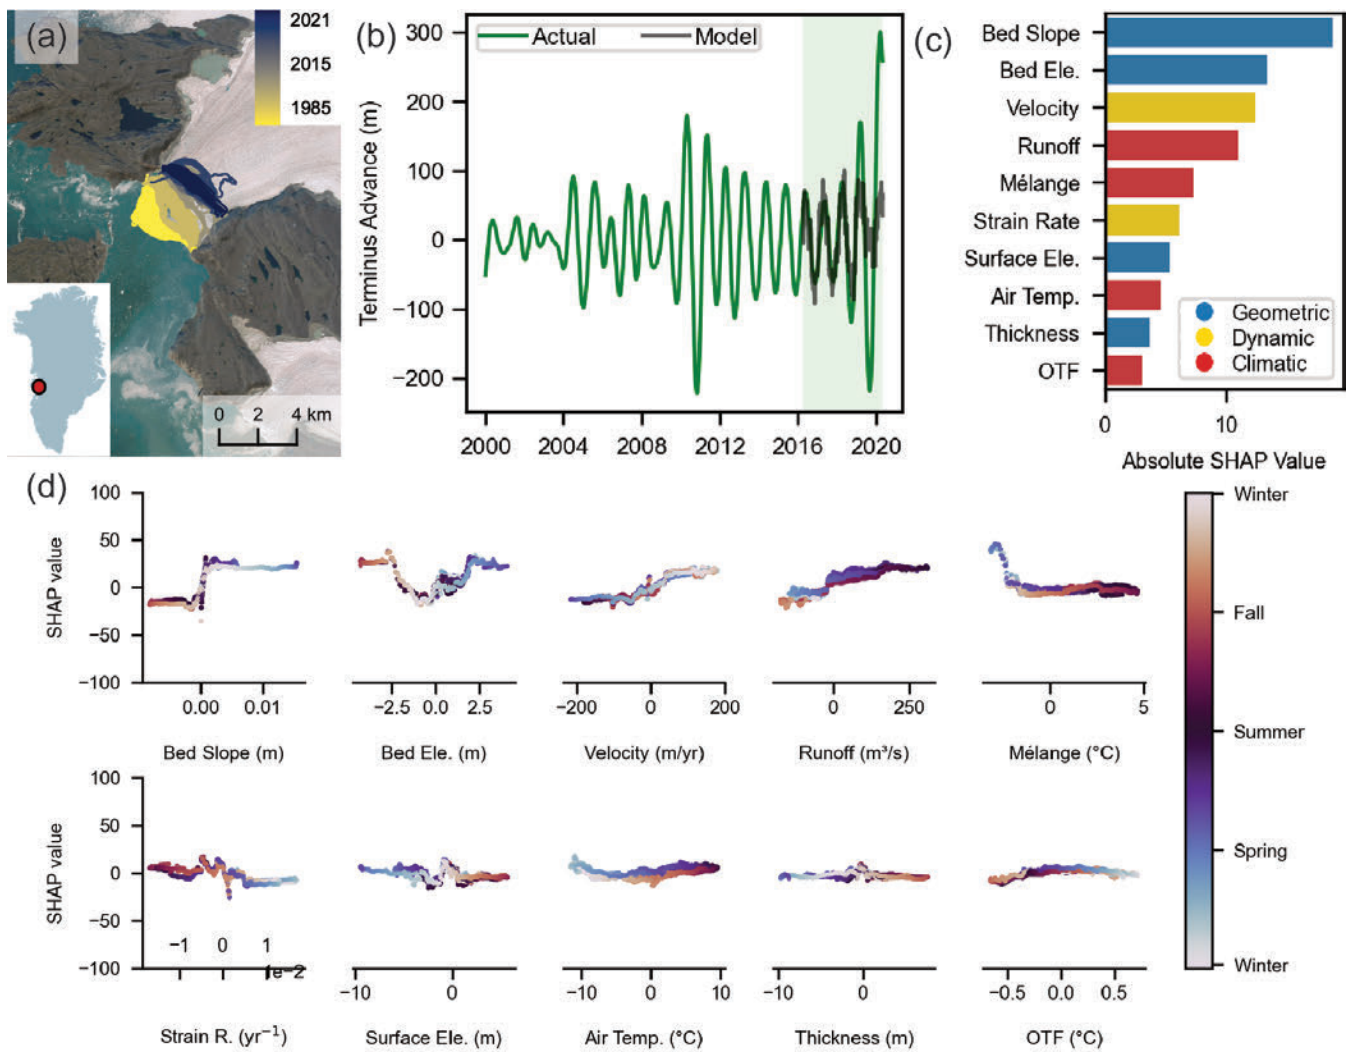 (a)
2021
2015
1985
0 2 4 km
(b)
Actual
Model
Terminus Advance (m)
300
200
100
0
−100
−200
2000 2004 2008 2012 2016 2020
(c)
Bed Slope
Bed Ele.
Velocity
Runoff
Mélange
Strain Rate
Surface Ele.
Air Temp.
Thickness
OTF
Geometric
Dynamic
Climatic
0 10
Absolute SHAP Value
(d)
SHAP value
100
50
0
−50
−100
0.00 0.01
Bed Slope (m)
−2.5 0.0 2.5
Bed Ele. (m)
−200 0 200
Velocity (m/yr)
0 250
Runoff (m³/s)
0 5
Mélange (°C)
SHAP value
100
50
0
−50
−100
−1 0 1
1e−2
Strain R. (yr⁻¹)
−10 0
Surface Ele. (m)
−10 0 10
Air Temp. (°C)
−10 0
Thickness (m)
−0.5 0.0 0.5
OTF (°C)
Winter
Fall
Summer
Spring
Winter